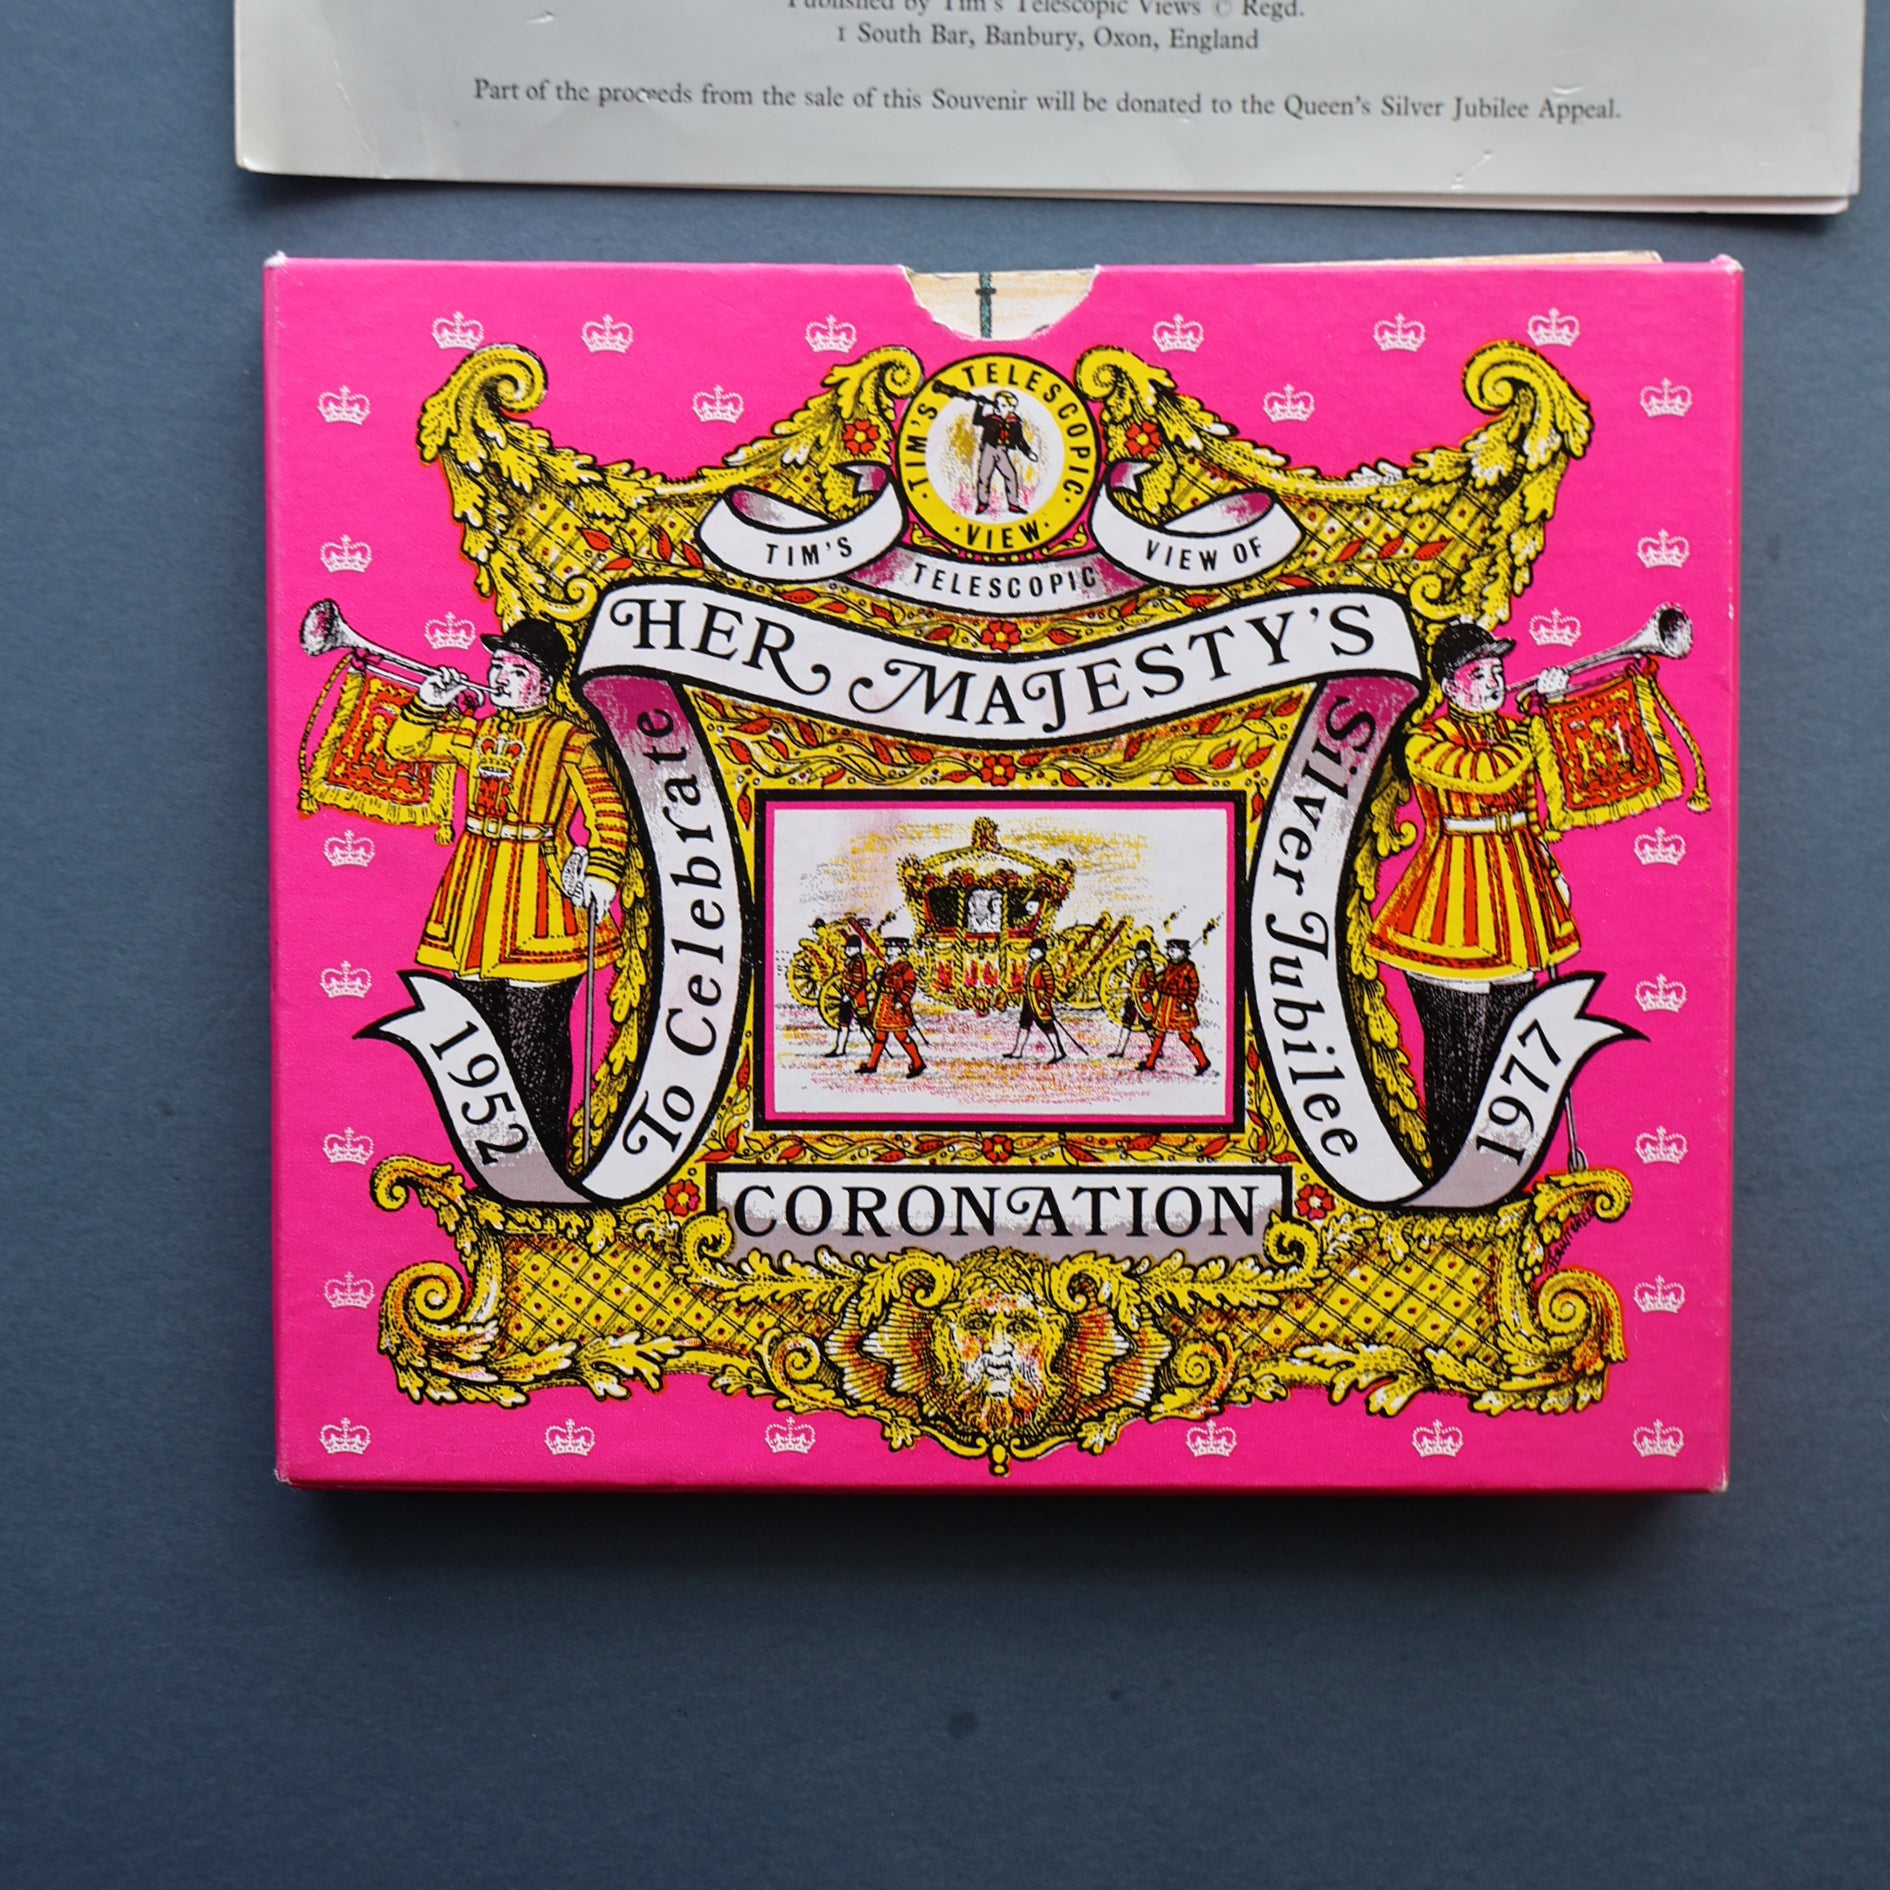 Published by Tim's Telescopic Views © Regd.
1 South Bar, Banbury, Oxon, England
Part of the proceeds from the sale of this Souvenir will be donated to the Queen's Silver Jubilee Appeal.
· TIM'S TELESCOPIC · VIEW ·
TIM'S TELESCOPIC VIEW OF
HER MAJESTY'S
To Celebrate
Silver Jubilee
1952
1977
CORONATION